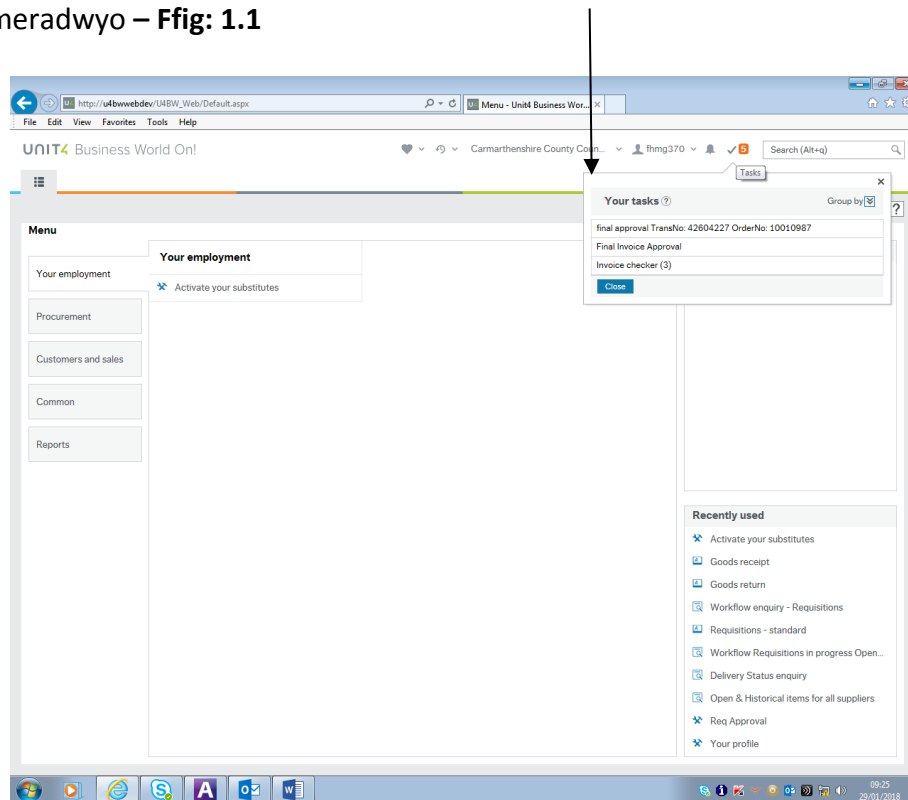 neradwyo – Ffig: 1.1
http://u4bwwebdev/U4BW_Web/Default.aspx
Menu - Unit4 Business Wor...
File Edit View Favorites Tools Help
UNIT4 Business World On!
Carmarthenshire County Coun...
fhmg370
5
Search (Alt+q)
Tasks
Your tasks
Group by
final approval TransNo: 42604227 OrderNo: 10010987
Final Invoice Approval
Invoice checker (3)
Close
Menu
Your employment
Procurement
Customers and sales
Common
Reports
Your employment
Activate your substitutes
Recently used
Activate your substitutes
Goods receipt
Goods return
Workflow enquiry - Requisitions
Requisitions - standard
Workflow Requisitions in progress Open...
Delivery Status enquiry
Open & Historical items for all suppliers
Req Approval
Your profile
09:25
29/01/2018